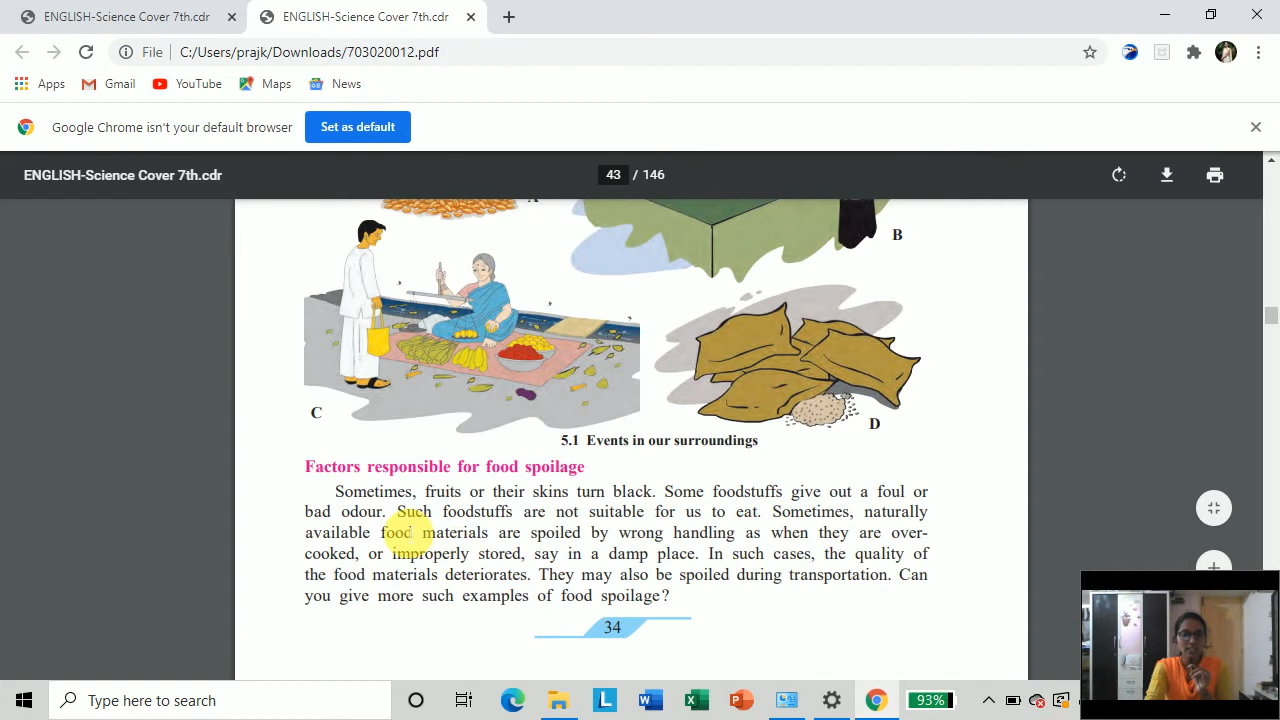 ENGLISH-Science Cover 7th.cdr
ENGLISH-Science Cover 7th.cdr
File
C:/Users/prajk/Downloads/703020012.pdf
Apps
Gmail
YouTube
Maps
News
Google Chrome isn't your default browser
Set as default
ENGLISH-Science Cover 7th.cdr
43 / 146
B
C
D
5.1 Events in our surroundings
Factors responsible for food spoilage
Sometimes, fruits or their skins turn black. Some foodstuffs give out a foul or
bad odour. Such foodstuffs are not suitable for us to eat. Sometimes, naturally
available food materials are spoiled by wrong handling as when they are over-
cooked, or improperly stored, say in a damp place. In such cases, the quality of
the food materials deteriorates. They may also be spoiled during transportation. Can
you give more such examples of food spoilage?
34
Type here to search
93%